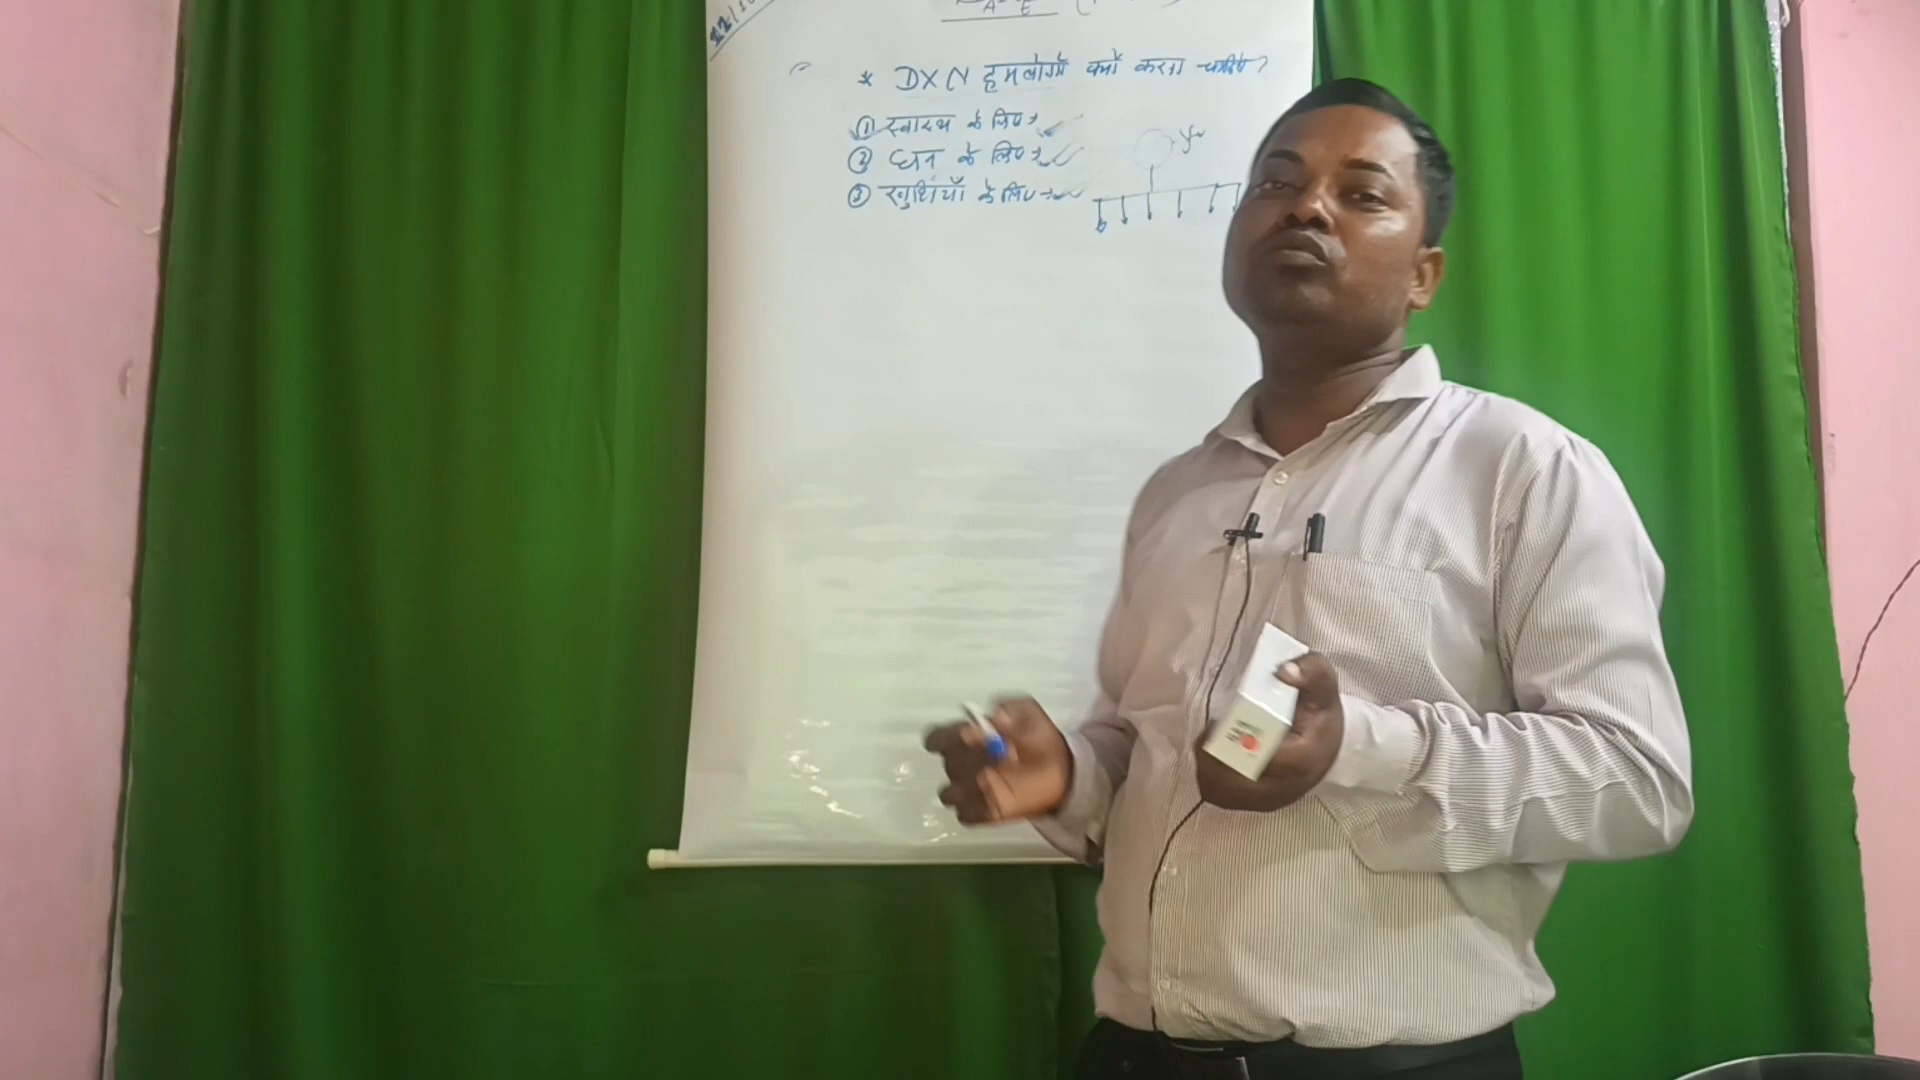 A E
* DXN हमलोगों क्यों करना चाहिए?
① स्वास्थ के लिए
② धन के लिए
③ खुशियाँ के लिए